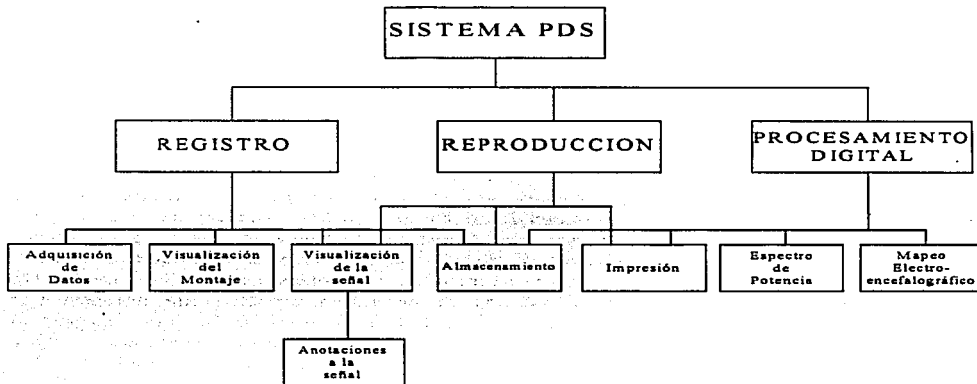 SISTEMA PDS
REGISTRO
REPRODUCCION
PROCESAMIENTO
DIGITAL
Adquisición
de
Datos
Visualización
del
Montaje
Visualización
de la
señal
Almacenamiento
Impresión
Espectro
de
Potencia
Mapeo
Electro-
encefalográfico
Anotaciones
a la
señal